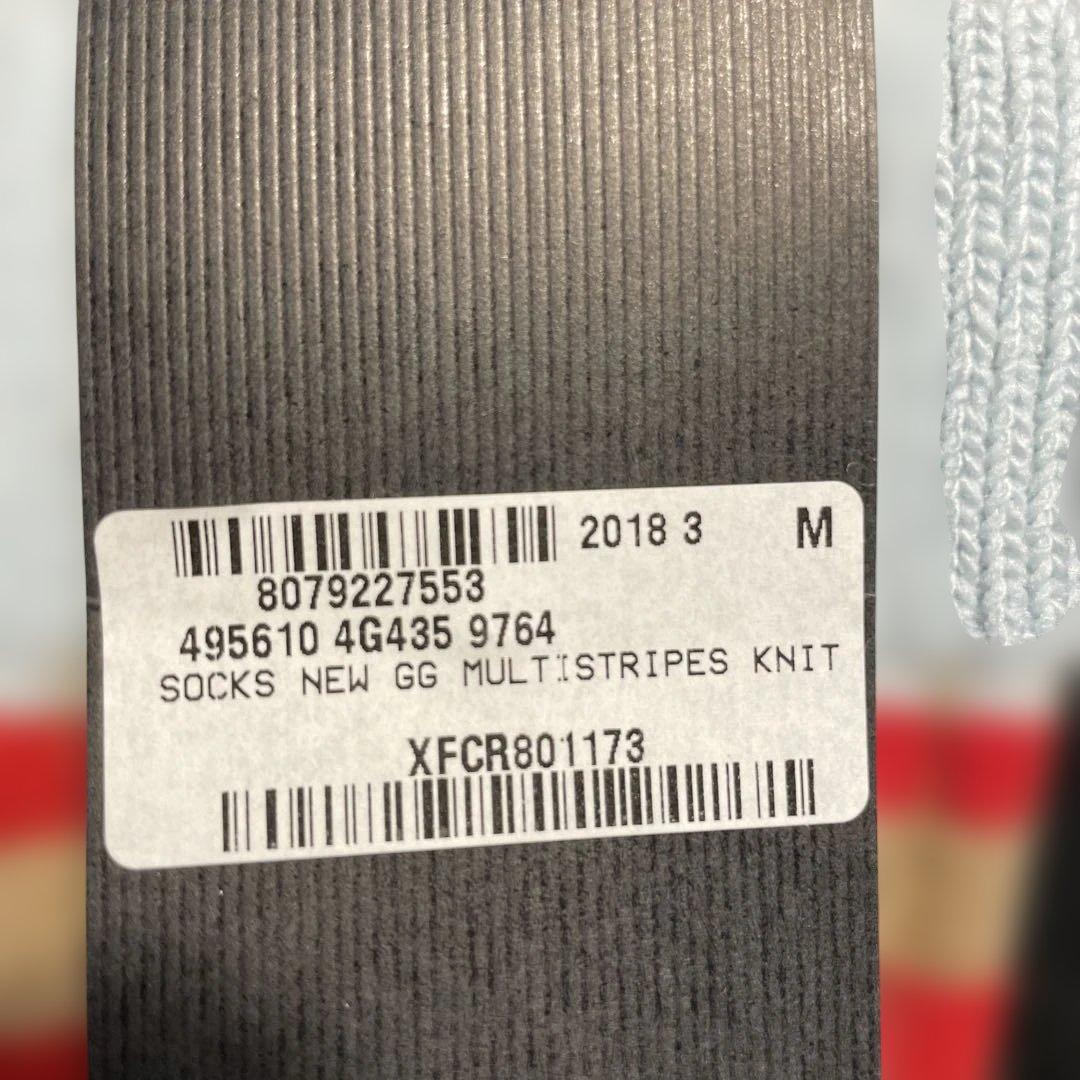 2018 3 M
8079227553
495610 4G435 9764
SOCKS NEW GG MULTISTRIPES KNIT
XFCR801173